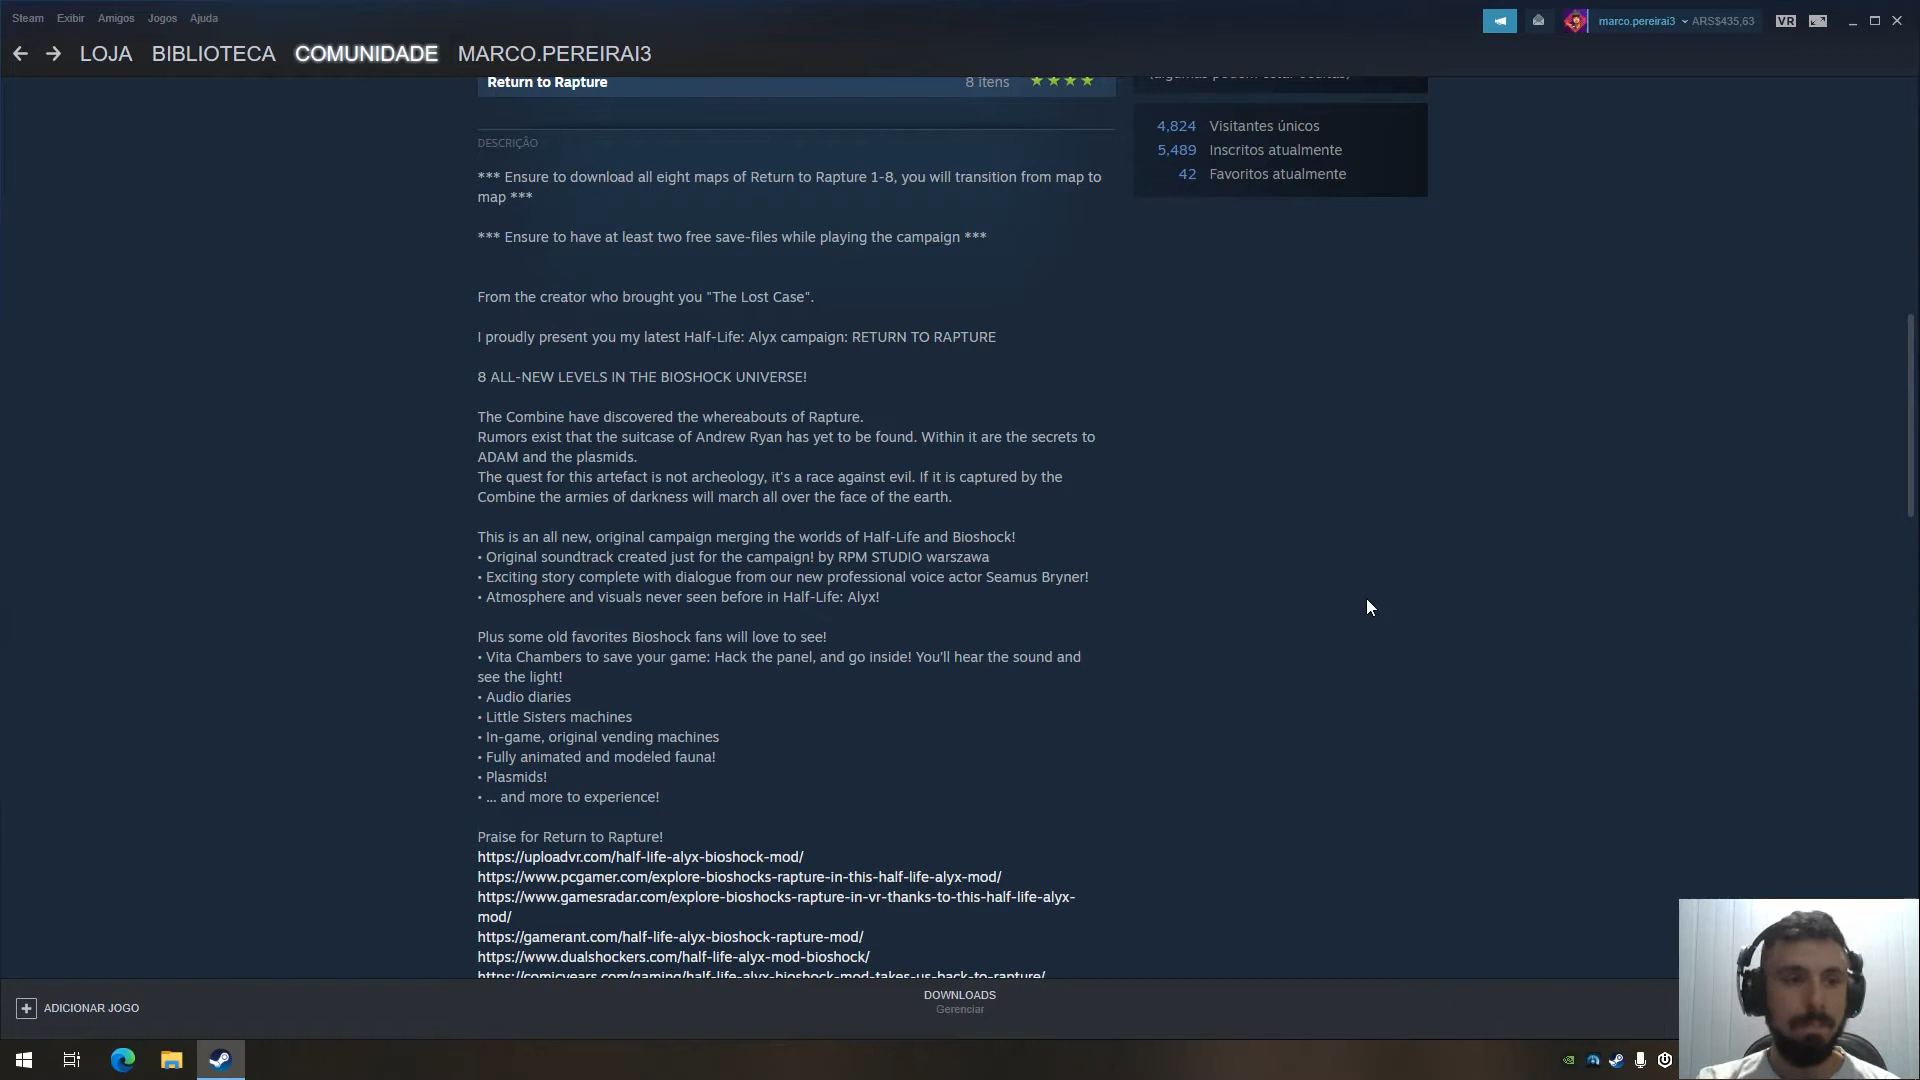 Steam Exibir Amigos Jogos Ajuda
marco.pereirai3 ARS$435,63 VR
LOJA BIBLIOTECA COMUNIDADE MARCO.PEREIRAI3
Return to Rapture 8 itens
4,824 Visitantes únicos
5,489 Inscritos atualmente
42 Favoritos atualmente
DESCRIÇÃO
*** Ensure to download all eight maps of Return to Rapture 1-8, you will transition from map to
map ***
*** Ensure to have at least two free save-files while playing the campaign ***
From the creator who brought you "The Lost Case".
I proudly present you my latest Half-Life: Alyx campaign: RETURN TO RAPTURE
8 ALL-NEW LEVELS IN THE BIOSHOCK UNIVERSE!
The Combine have discovered the whereabouts of Rapture.
Rumors exist that the suitcase of Andrew Ryan has yet to be found. Within it are the secrets to
ADAM and the plasmids.
The quest for this artefact is not archeology, it's a race against evil. If it is captured by the
Combine the armies of darkness will march all over the face of the earth.
This is an all new, original campaign merging the worlds of Half-Life and Bioshock!
• Original soundtrack created just for the campaign! by RPM STUDIO warszawa
• Exciting story complete with dialogue from our new professional voice actor Seamus Bryner!
• Atmosphere and visuals never seen before in Half-Life: Alyx!
Plus some old favorites Bioshock fans will love to see!
• Vita Chambers to save your game: Hack the panel, and go inside! You'll hear the sound and
see the light!
• Audio diaries
• Little Sisters machines
• In-game, original vending machines
• Fully animated and modeled fauna!
• Plasmids!
• ... and more to experience!
Praise for Return to Rapture!
https://uploadvr.com/half-life-alyx-bioshock-mod/
https://www.pcgamer.com/explore-bioshocks-rapture-in-this-half-life-alyx-mod/
https://www.gamesradar.com/explore-bioshocks-rapture-in-vr-thanks-to-this-half-life-alyx-
mod/
https://gamerant.com/half-life-alyx-bioshock-rapture-mod/
https://www.dualshockers.com/half-life-alyx-mod-bioshock/
https://comicyears.com/gaming/half-life-alyx-bioshock-mod-takes-us-back-to-rapture/
ADICIONAR JOGO
DOWNLOADS
Gerenciar